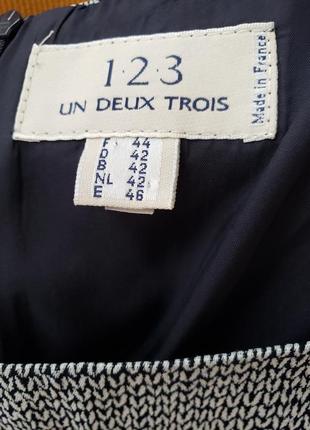 1·2·3
UN DEUX TROIS
Made in France
F 44
D 42
B 42
NL 42
E 46